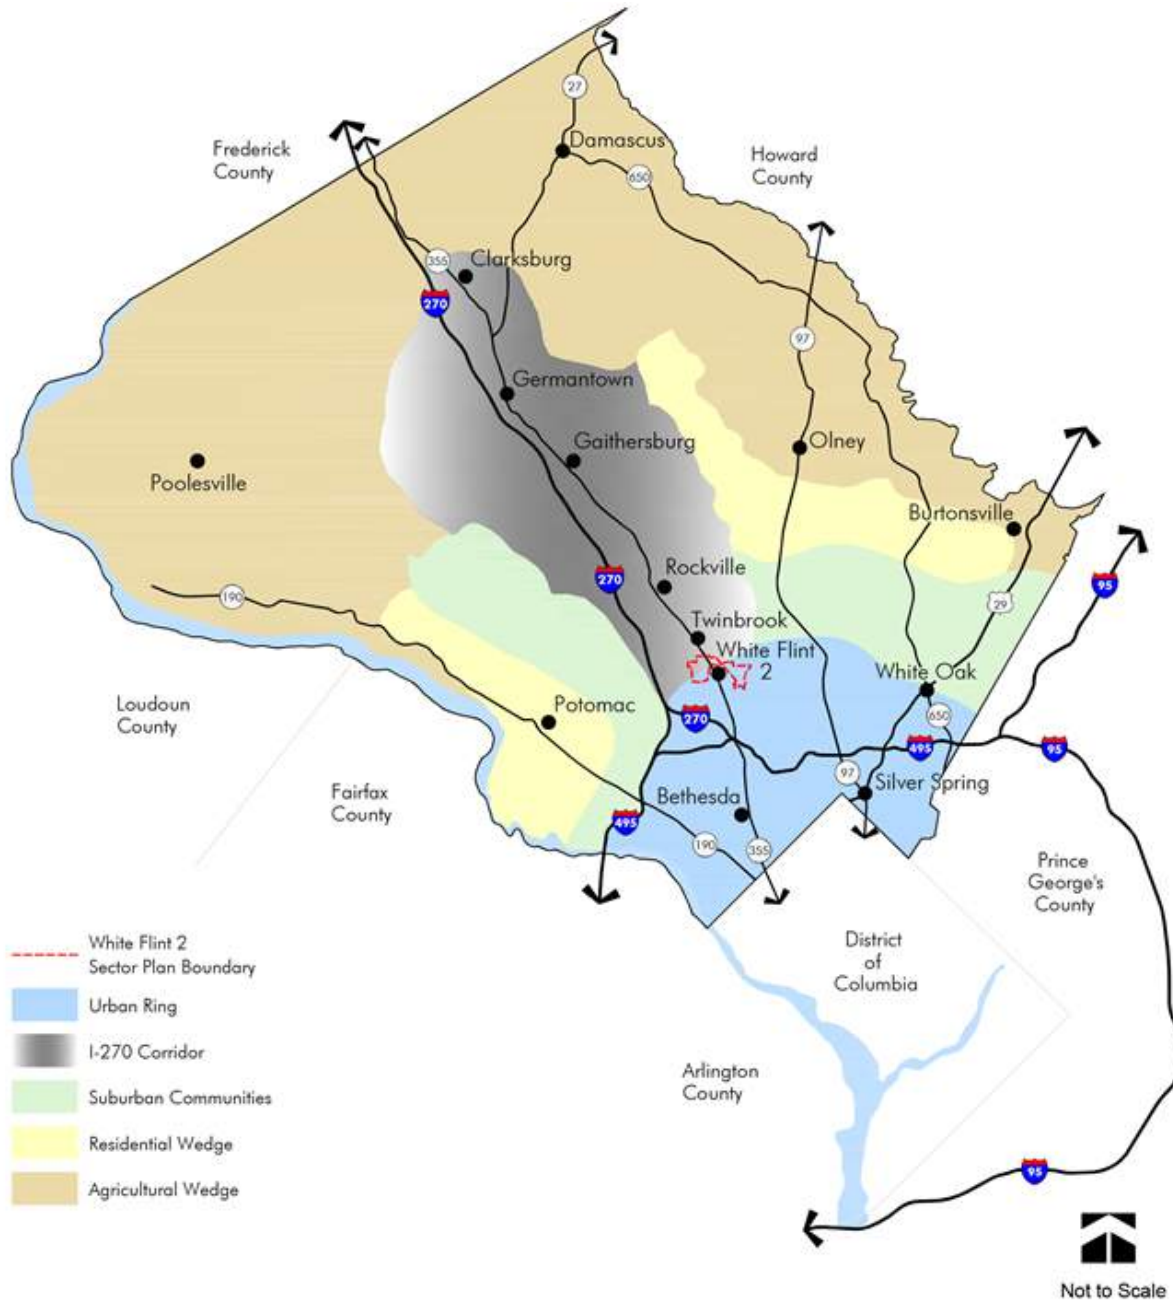 27
Damascus
Frederick
County
Howard
County
650
355
Clarksburg
270
97
Germantown
Gaithersburg
Olney
Poolesville
Burtonsville
270
Rockville
95
190
29
Twinbrook
White Flint
2
White Oak
Loudoun
County
Potomac
270
650
495
95
97
Silver Spring
Fairfax
County
Bethesda
495
190
355
Prince
George's
County
White Flint 2
Sector Plan Boundary
District
of
Columbia
Urban Ring
I-270 Corridor
Arlington
County
Suburban Communities
Residential Wedge
95
Agricultural Wedge
Not to Scale